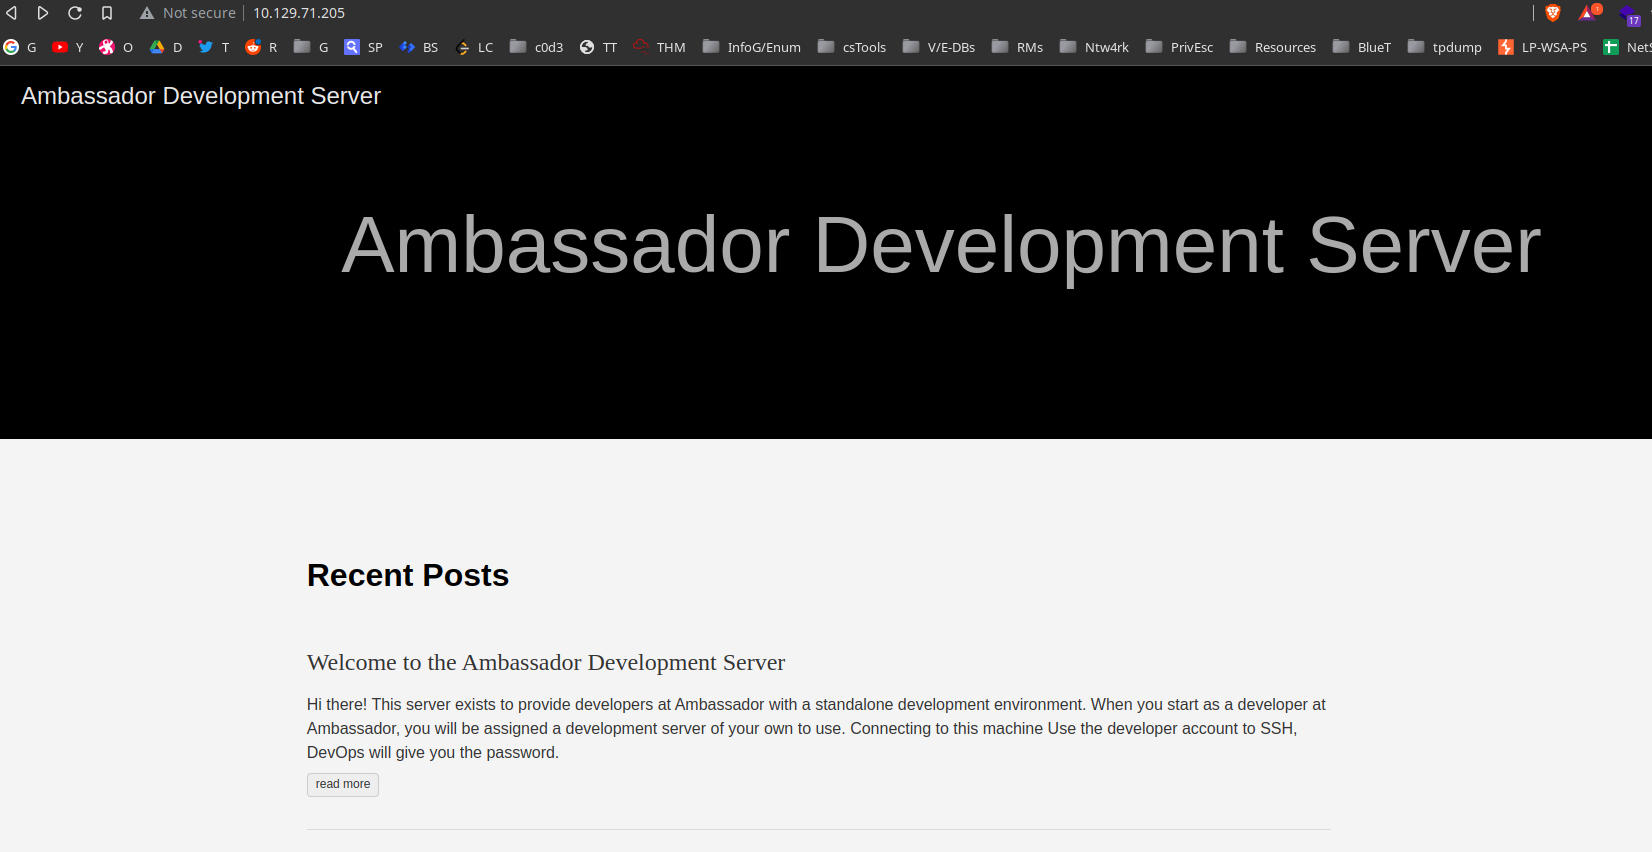 Not secure 10.129.71.205
1
17
G Y O D T R G SP BS LC c0d3 TT THM InfoG/Enum csTools V/E-DBs RMs Ntw4rk PrivEsc Resources BlueT tpdump LP-WSA-PS NetS
Ambassador Development Server
Ambassador Development Server
Recent Posts
Welcome to the Ambassador Development Server
Hi there! This server exists to provide developers at Ambassador with a standalone development environment. When you start as a developer at
Ambassador, you will be assigned a development server of your own to use. Connecting to this machine Use the developer account to SSH,
DevOps will give you the password.
read more